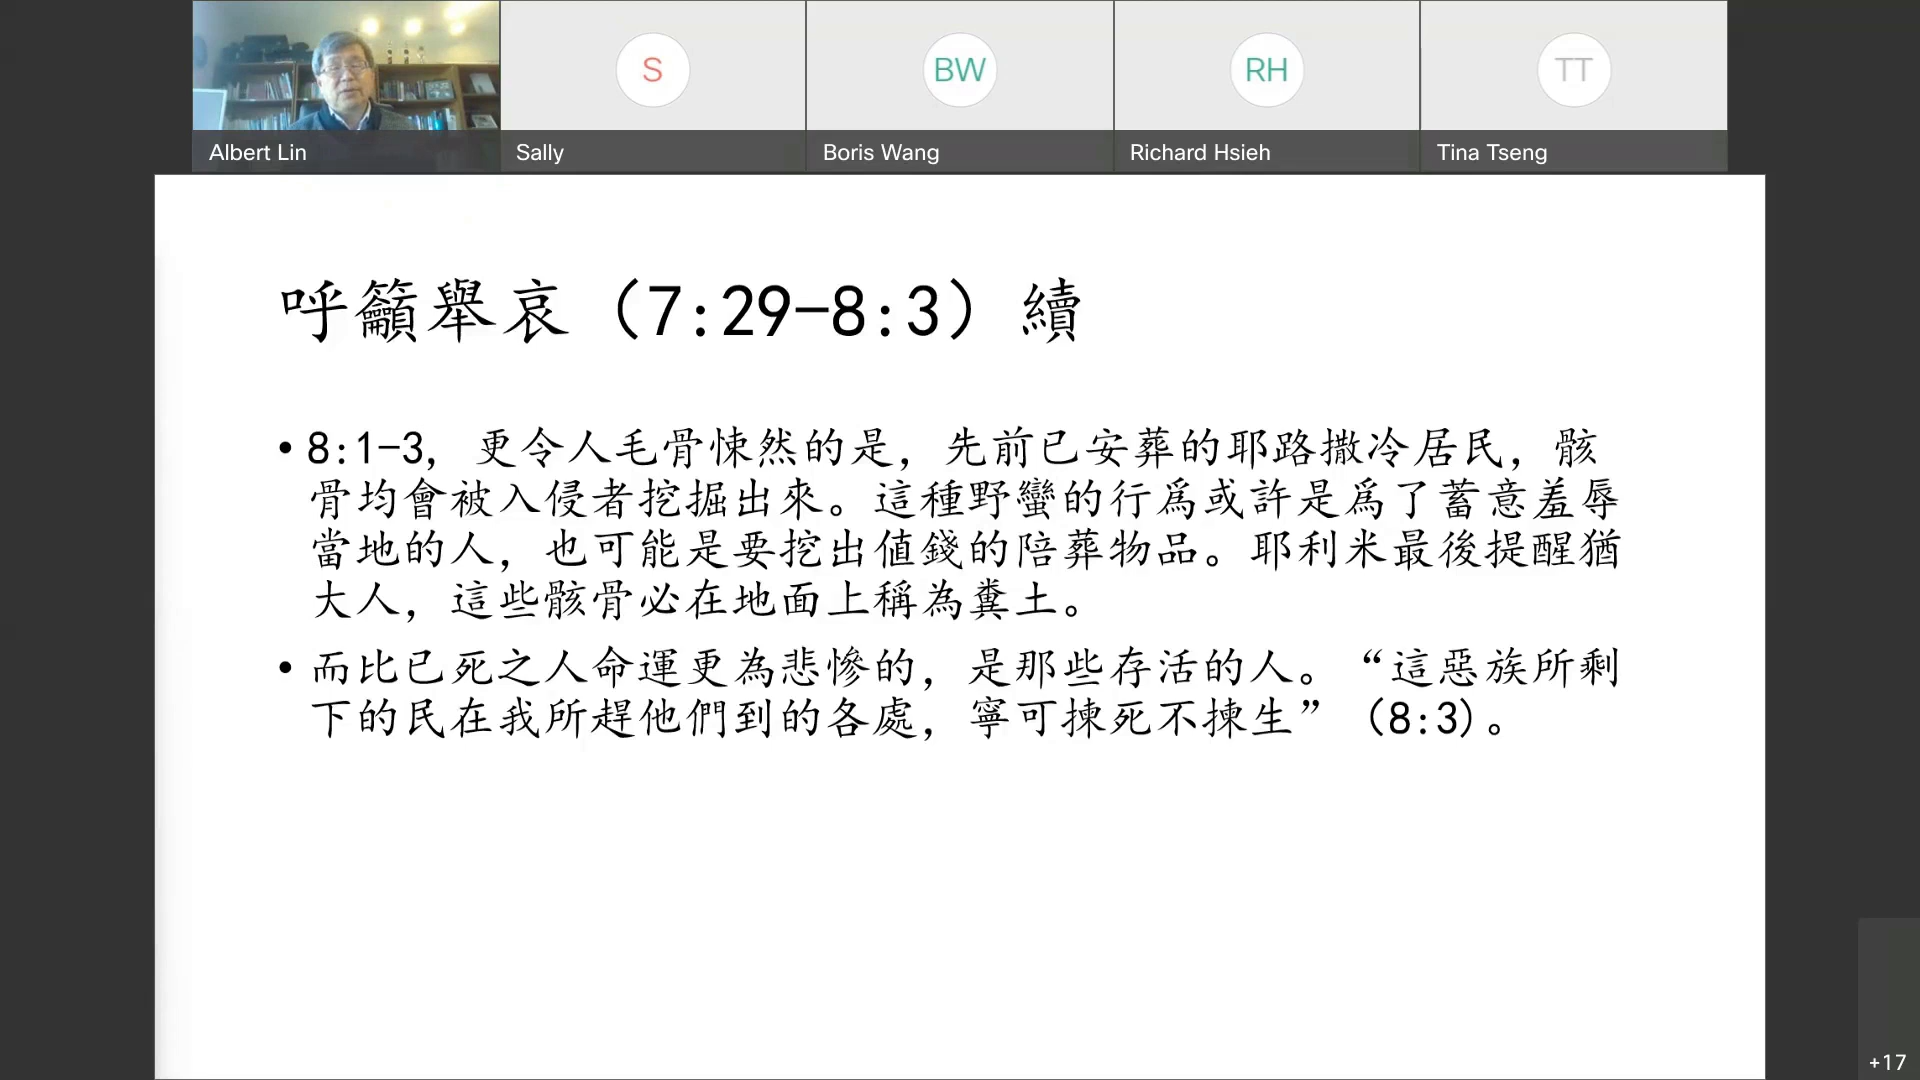 S
BW
RH
TT
Albert Lin
Sally
Boris Wang
Richard Hsieh
Tina Tseng
呼籲舉哀（7:29-8:3）續
• 8:1-3, 更令人毛骨悚然的是，先前已安葬的耶路撒冷居民，骸
骨均會被入侵者挖掘出來。這種野蠻的行爲或許是爲了蓄意羞辱
當地的人，也可能是要挖出値錢的陪葬物品。耶利米最後提醒猶
大人，這些骸骨必在地面上稱為糞土。
• 而比已死之人命運更為悲慘的，是那些存活的人。“這惡族所剩
下的民在我所趕他們到的各處，寧可揀死不揀生”（8:3)。
+17